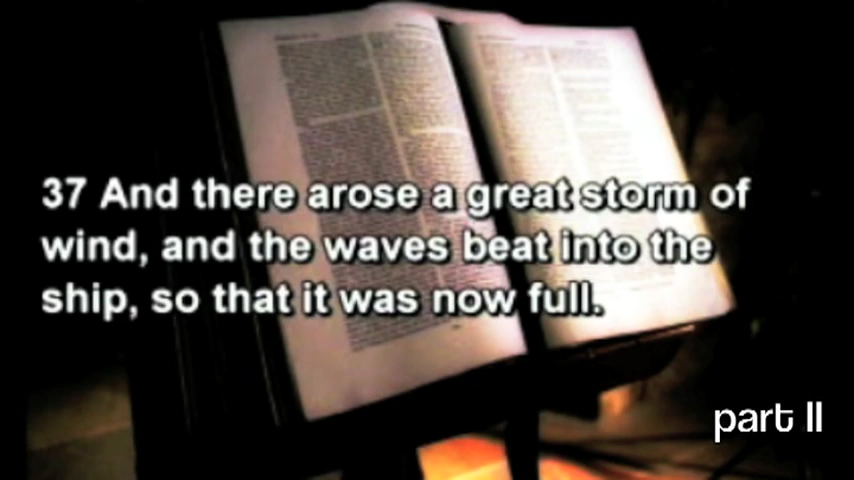 37 And there arose a great storm of
wind, and the waves beat into the
ship, so that it was now full.
part II